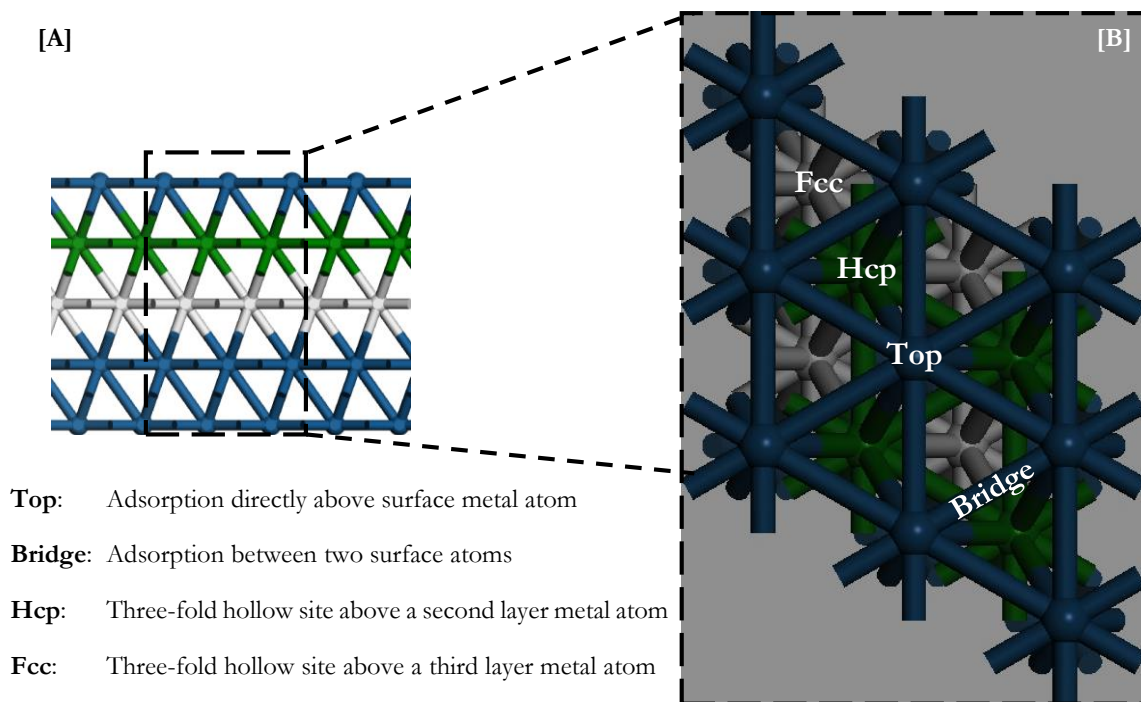 [A]
[B]
Fcc
Hcp
Top
Bridge
Top: Adsorption directly above surface metal atom
Bridge: Adsorption between two surface atoms
Hcp: Three-fold hollow site above a second layer metal atom
Fcc: Three-fold hollow site above a third layer metal atom